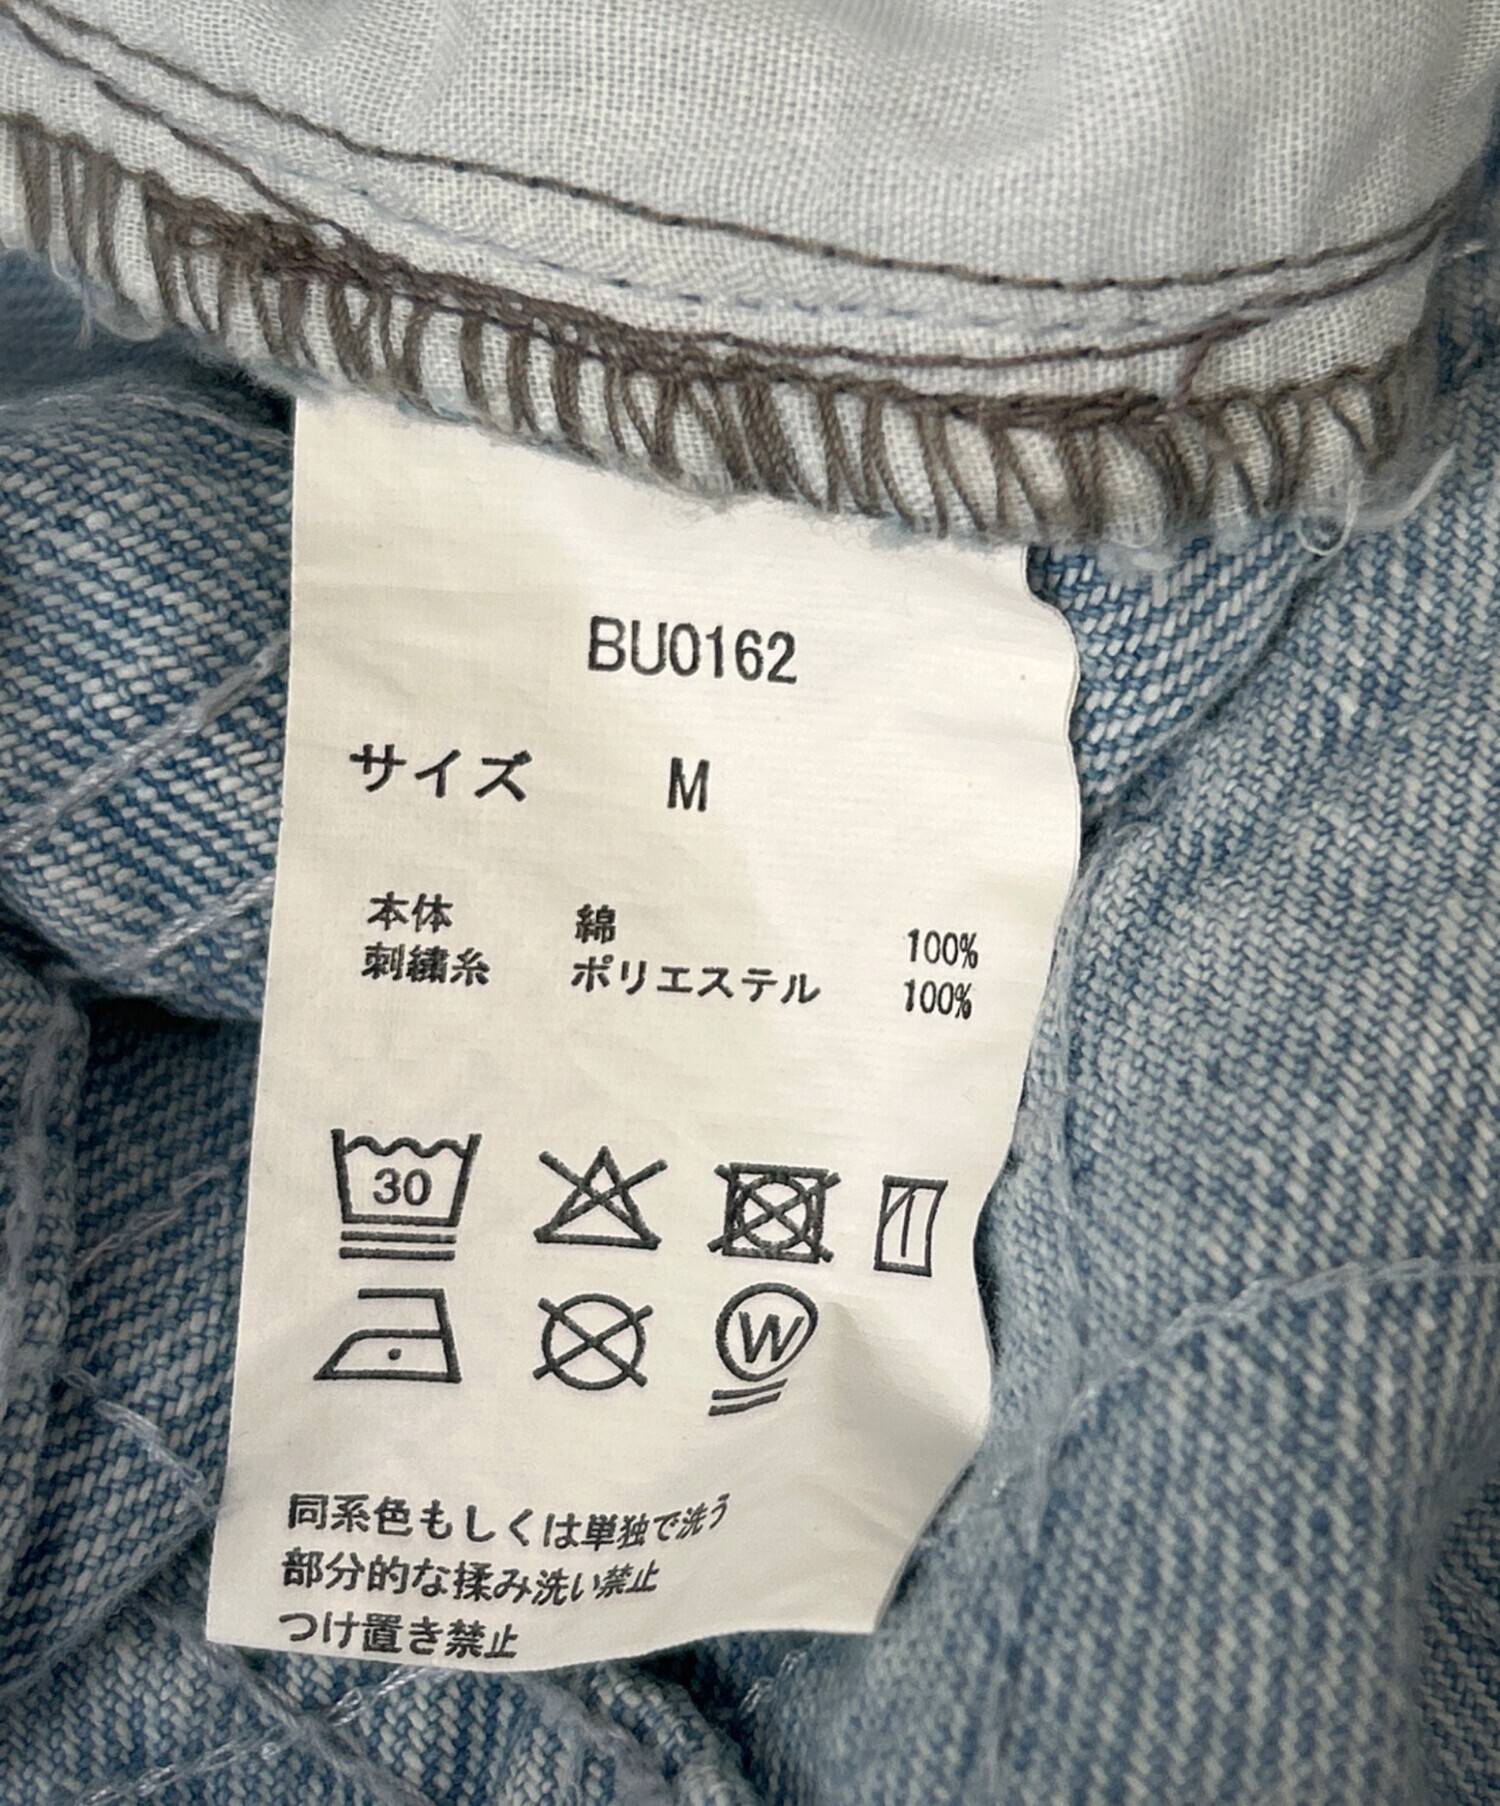 BU0162
サイズ M
本体 綿 100%
刺繍糸 ポリエステル 100%
30
W
同系色もしくは単独で洗う
部分的な揉み洗い禁止
つけ置き禁止